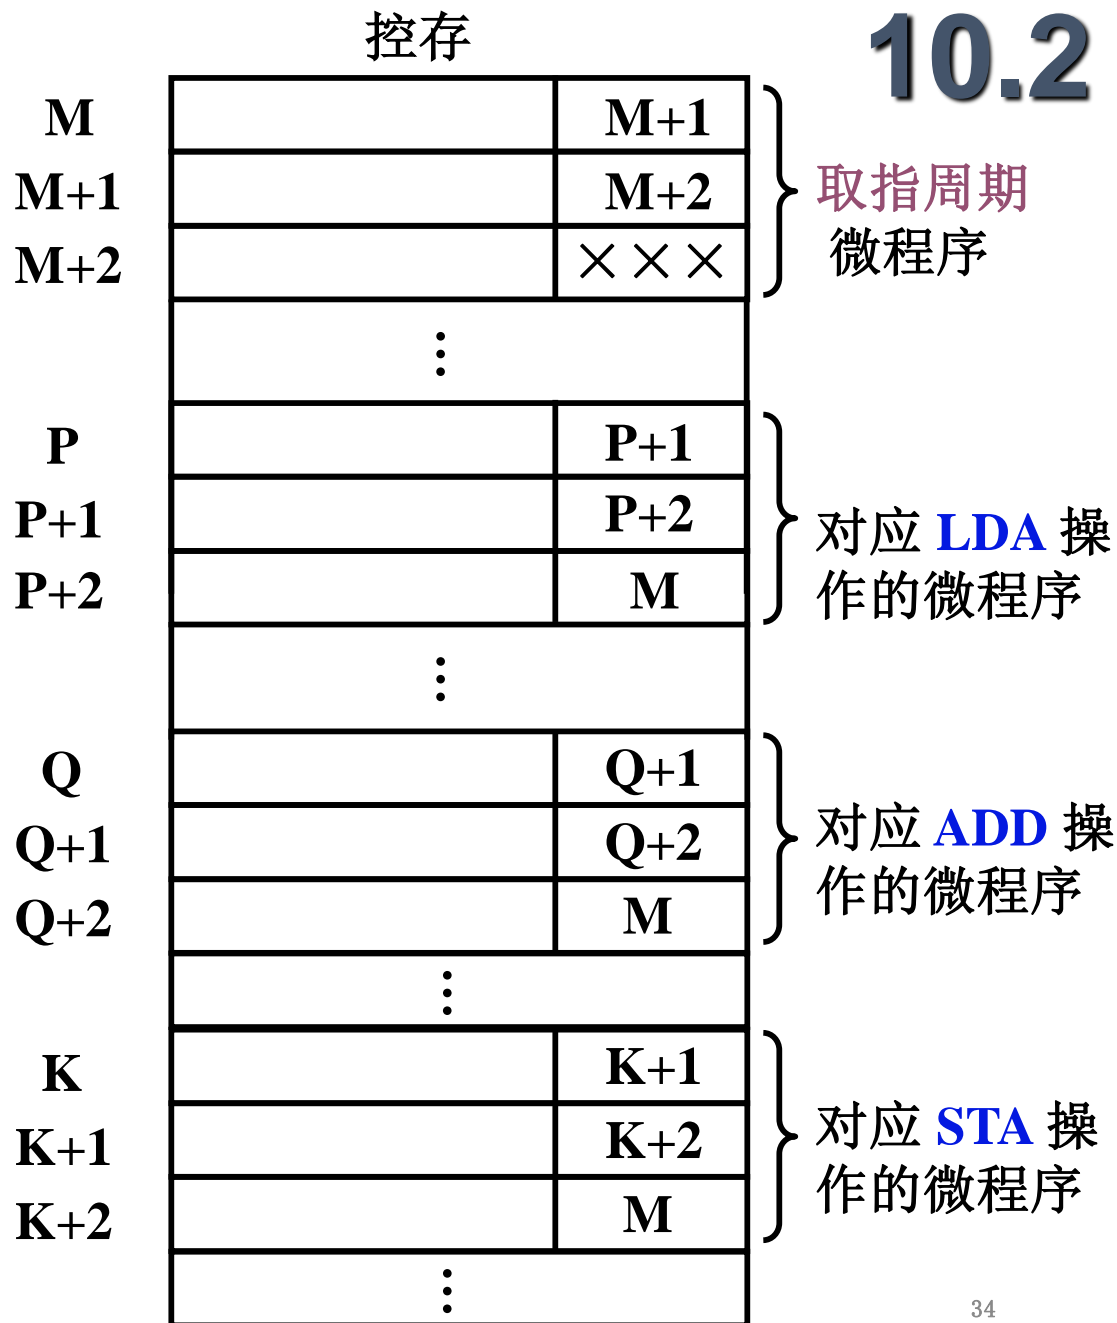 控存
10.2
M
M+1
M+1
M+2
M+2
×××
取指周期
微程序
⋮
P
P+1
P+1
P+2
P+2
M
对应 LDA 操
作的微程序
⋮
Q
Q+1
Q+1
Q+2
Q+2
M
对应 ADD 操
作的微程序
⋮
K
K+1
K+1
K+2
K+2
M
对应 STA 操
作的微程序
⋮
34